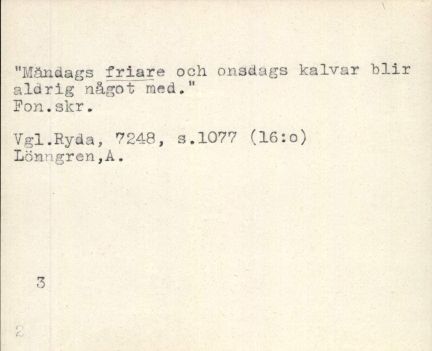 "Måndags friare och onsdags kalvar blir
aldrig något med."
Fon.skr.
Vgl.Ryda, 7248, s.1077 (16:o)
Lönngren,A.
3
2